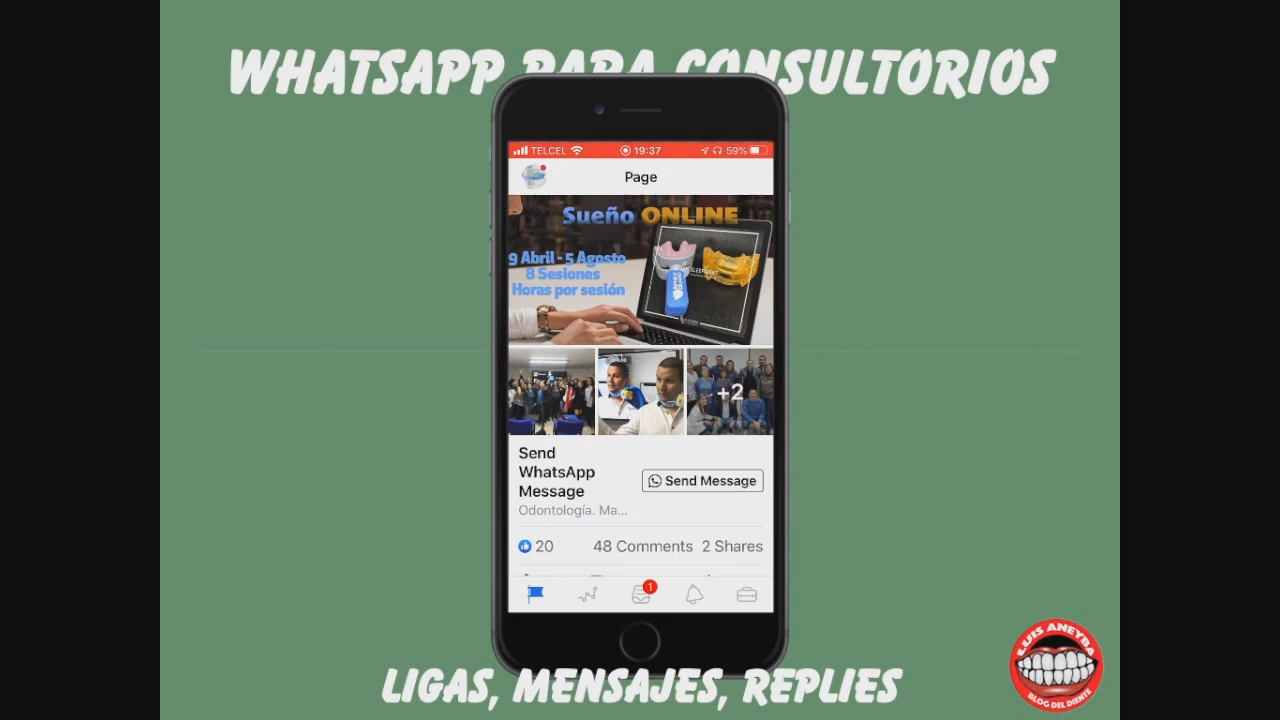 WHATSAPP PARA CONSULTORIOS
TELCEL 19:37 59%
Page
Sueño ONLINE
9 Abril - 5 Agosto
8 Sesiones
Horas por sesión
+2
Send
WhatsApp
Message
Send Message
Odontología. Ma...
20 48 Comments 2 Shares
1
LIGAS, MENSAJES, REPLIES
LUIS ANEYBA
BLOG DEL DIENTE